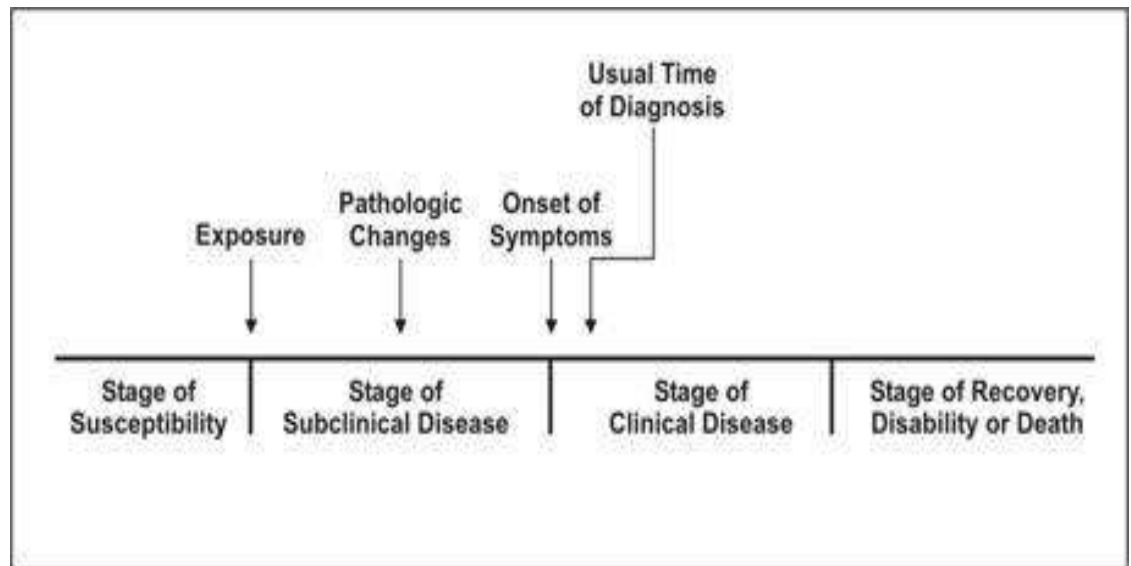 Usual Time
of Diagnosis
Exposure
Pathologic
Changes
Onset of
Symptoms
Stage of
Susceptibility
Stage of
Subclinical Disease
Stage of
Clinical Disease
Stage of Recovery,
Disability or Death